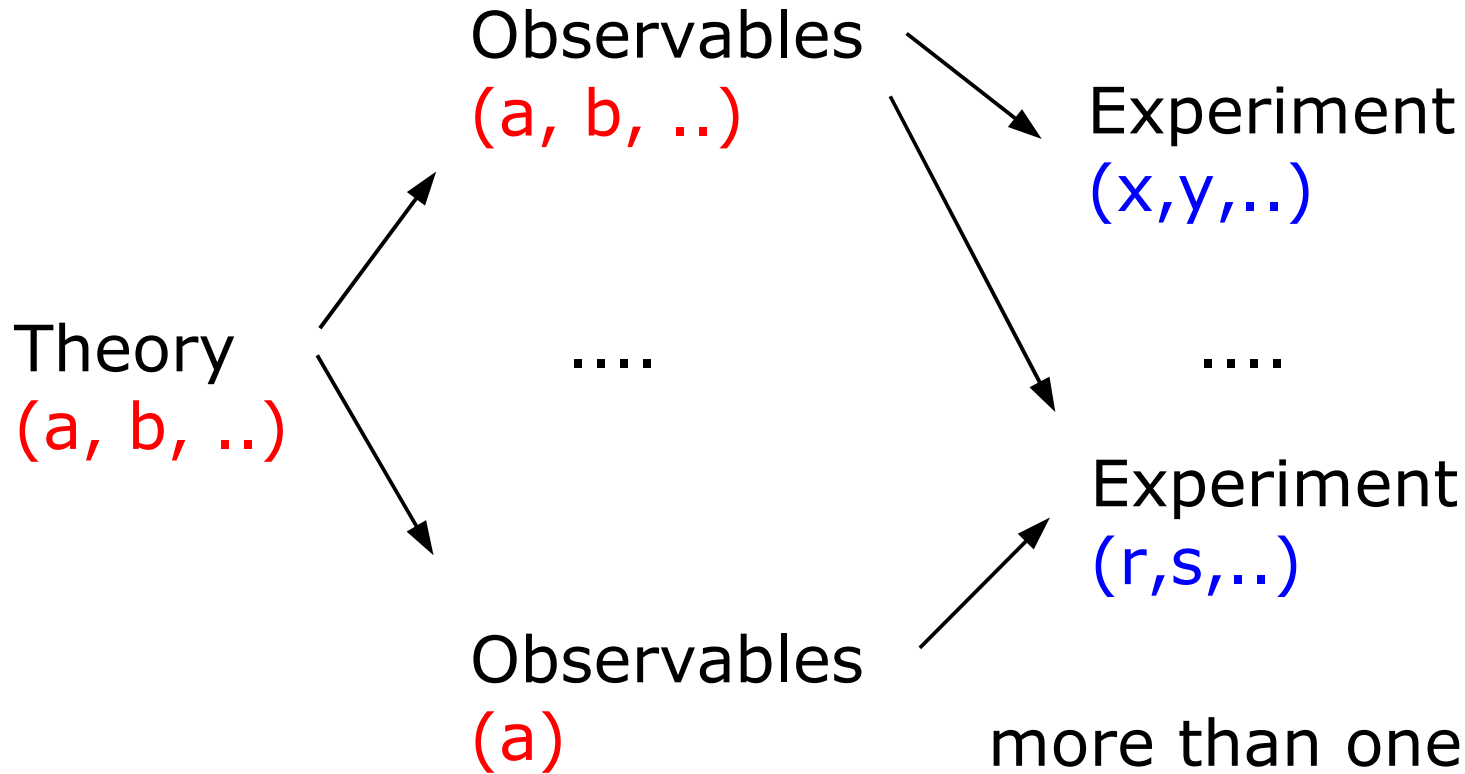 Observables
(a, b, ..)
Experiment
(x,y,..)
Theory
(a, b, ..)
....
....
Experiment
(r,s,..)
Observables
(a)
more than one